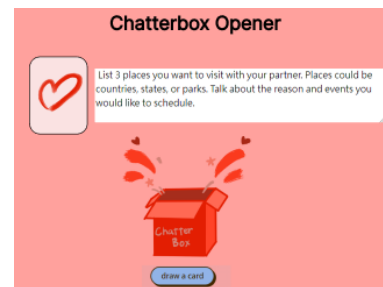 Chatterbox Opener
List 3 places you want to visit with your partner. Places could be
countries, states, or parks. Talk about the reason and events you
would like to schedule.
Chatter
Box
draw a card